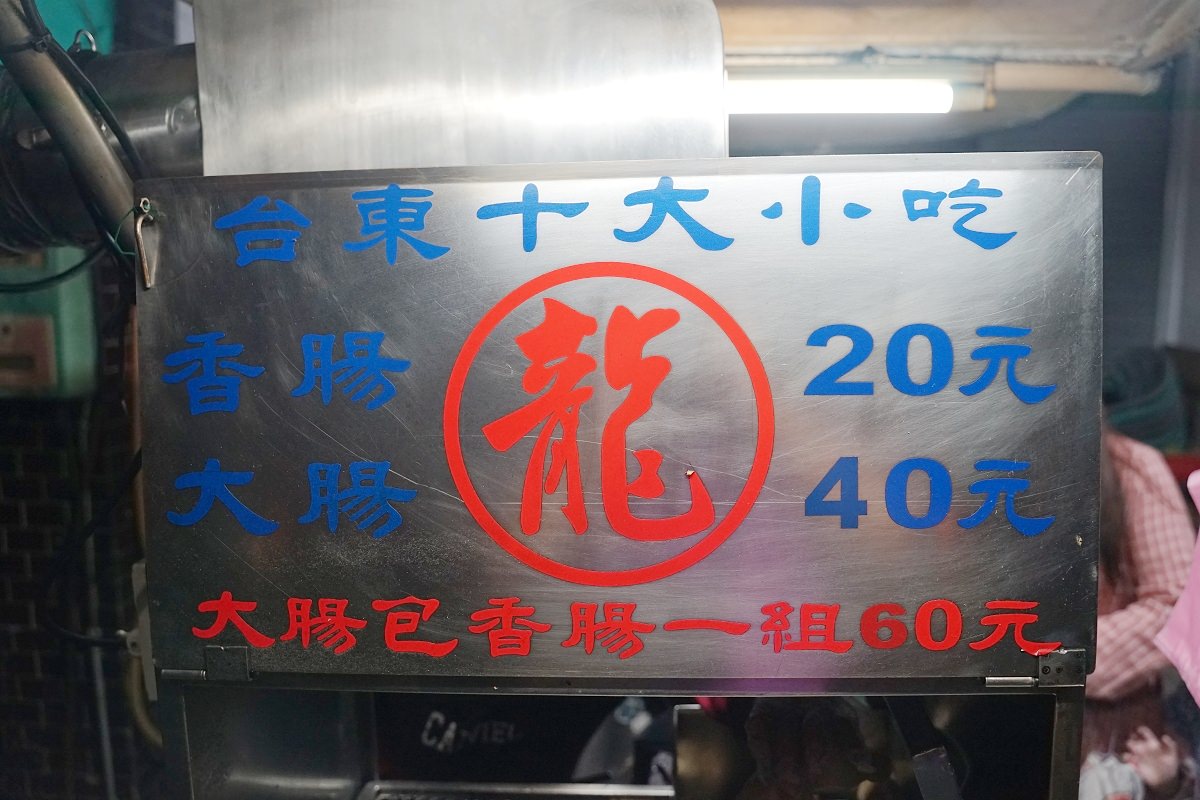 台東十大小吃
龍
香腸 20元
大腸 40元
大腸包香腸一組60元